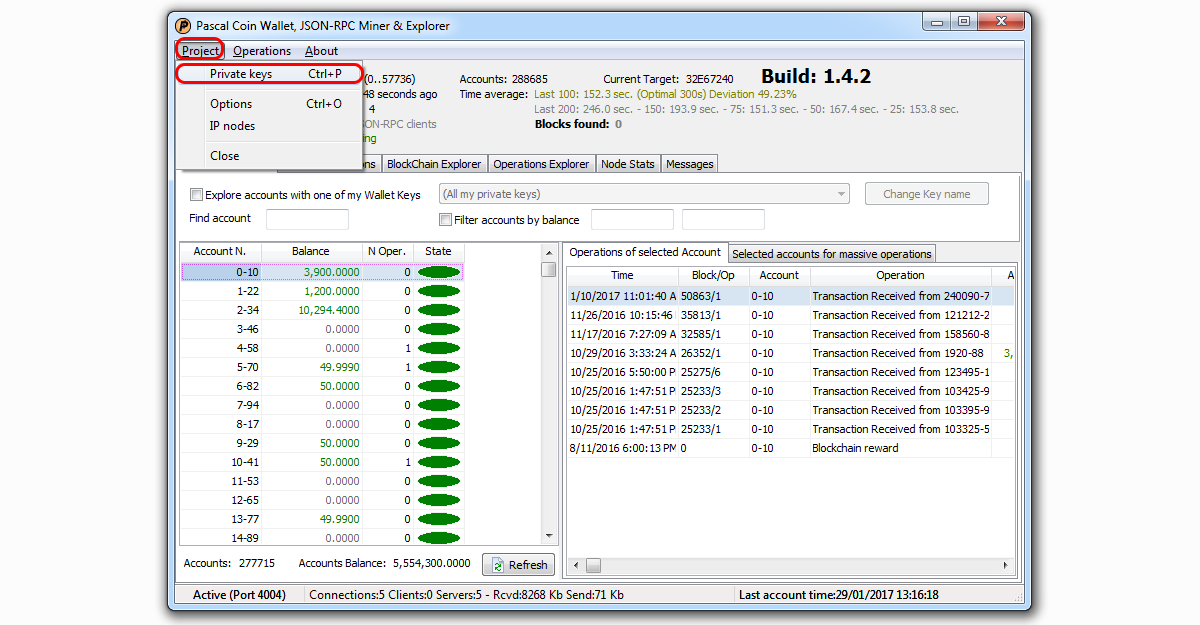 Pascal Coin Wallet, JSON-RPC Miner & Explorer
Project Operations About
Private keys Ctrl+P
Options Ctrl+O
IP nodes
Close
(0..57736) Accounts: 288685 Current Target: 32E67240 Build: 1.4.2
48 seconds ago Time average: Last 100: 152.3 sec. (Optimal 300s) Deviation 49.23%
4 Last 200: 246.0 sec. - 150: 193.9 sec. - 75: 151.3 sec. - 50: 167.4 sec. - 25: 153.8 sec.
ON-RPC clients Blocks found: 0
ing
ns BlockChain Explorer Operations Explorer Node Stats Messages
Explore accounts with one of my Wallet Keys (All my private keys) Change Key name
Find account Filter accounts by balance
Account N. Balance N Oper. State
0-10 3,900.0000 0
1-22 1,200.0000 0
2-34 10,294.4000 0
3-46 0.0000 0
4-58 0.0000 1
5-70 49.9990 1
6-82 50.0000 0
7-94 0.0000 0
8-17 0.0000 0
9-29 50.0000 0
10-41 50.0000 1
11-53 0.0000 0
12-65 0.0000 0
13-77 49.9900 0
14-89 0.0000 0
Accounts: 277715 Accounts Balance: 5,554,300.0000 Refresh
Operations of selected Account Selected accounts for massive operations
Time Block/Op Account Operation A
1/10/2017 11:01:40 A 50863/1 0-10 Transaction Received from 240090-7
11/26/2016 10:15:46 35813/1 0-10 Transaction Received from 121212-2
11/17/2016 7:27:09 A 32585/1 0-10 Transaction Received from 158560-8
10/29/2016 3:33:24 A 26352/1 0-10 Transaction Received from 1920-88 3,
10/25/2016 5:50:00 P 25275/6 0-10 Transaction Received from 123495-1
10/25/2016 1:47:51 P 25233/3 0-10 Transaction Received from 103425-9
10/25/2016 1:47:51 P 25233/2 0-10 Transaction Received from 103395-9
10/25/2016 1:47:51 P 25233/1 0-10 Transaction Received from 103325-5
8/11/2016 6:00:13 PM 0 0-10 Blockchain reward
Active (Port 4004) Connections:5 Clients:0 Servers:5 - Rcvd:8268 Kb Send:71 Kb Last account time:29/01/2017 13:16:18